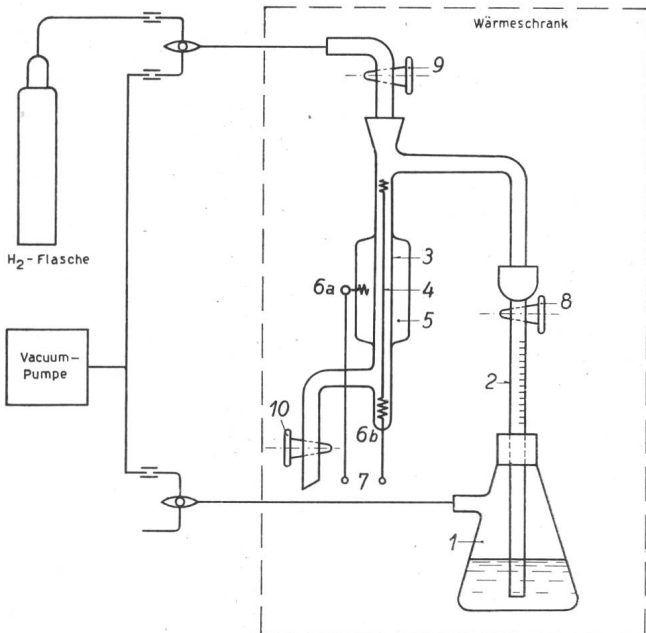 Wärmeschrank
9
H₂-Flasche
3
6a
4
5
8
Vacuum-
Pumpe
2
10
6b
7
1